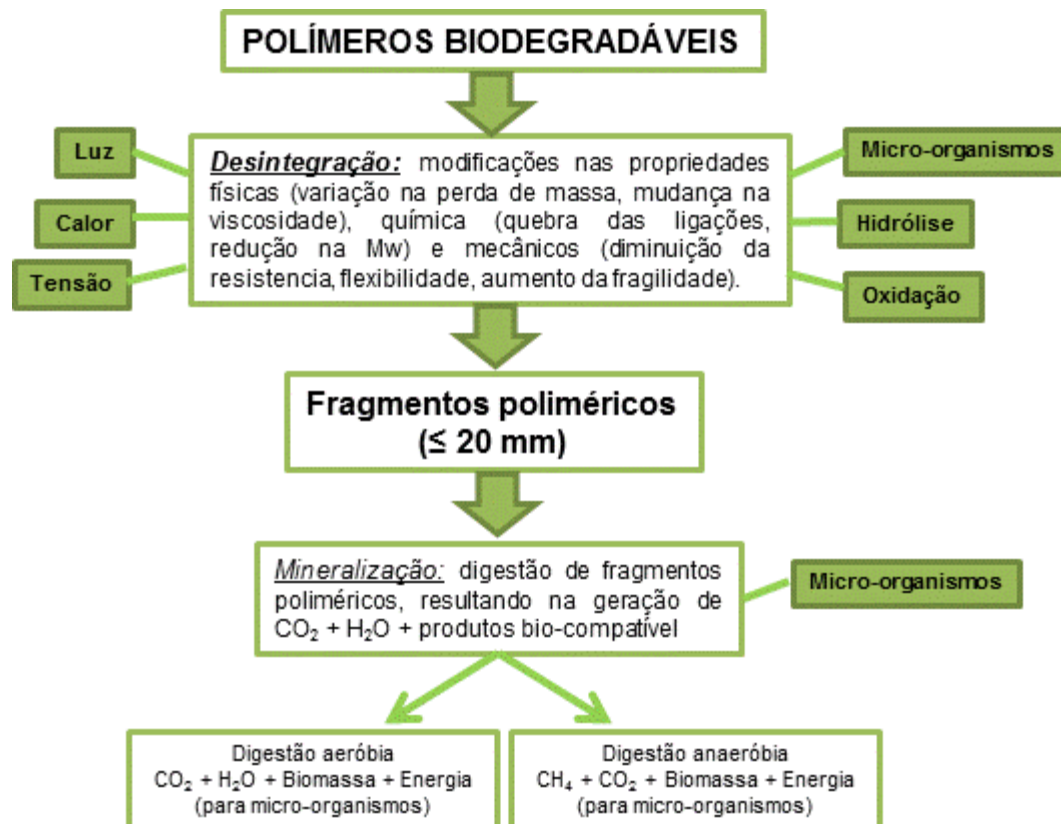 POLÍMEROS BIODEGRADÁVEIS
Luz
Calor
Tensão
Desintegração: modificações nas propriedades
físicas (variação na perda de massa, mudança na
viscosidade), química (quebra das ligações,
redução na Mw) e mecânicos (diminuição da
resistencia, flexibilidade, aumento da fragilidade).
Micro-organismos
Hidrólise
Oxidação
Fragmentos poliméricos
(≤ 20 mm)
Mineralização: digestão de fragmentos
poliméricos, resultando na geração de
CO₂ + H₂O + produtos bio-compatível
Micro-organismos
Digestão aeróbia
CO₂ + H₂O + Biomassa + Energia
(para micro-organismos)
Digestão anaeróbia
CH₄ + CO₂ + Biomassa + Energia
(para micro-organismos)